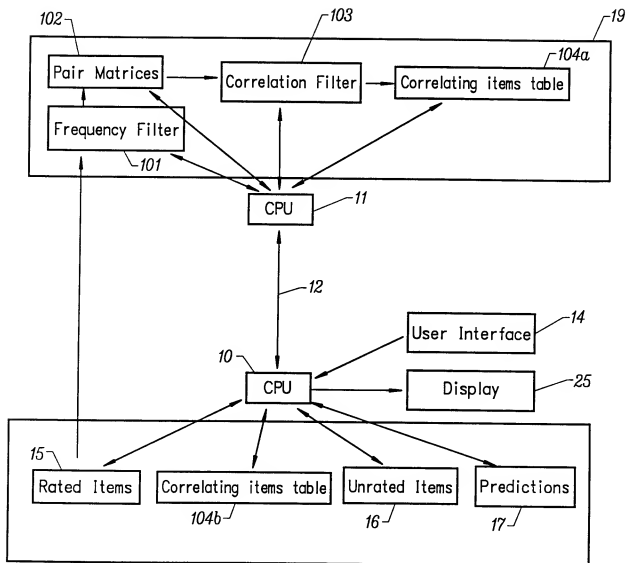 102
103
19
104a
Pair Matrices
Correlation Filter
Correlating items table
Frequency Filter
101
CPU
11
12
User Interface
14
10
CPU
Display
25
15
Rated Items
Correlating items table
104b
Unrated Items
16
Predictions
17